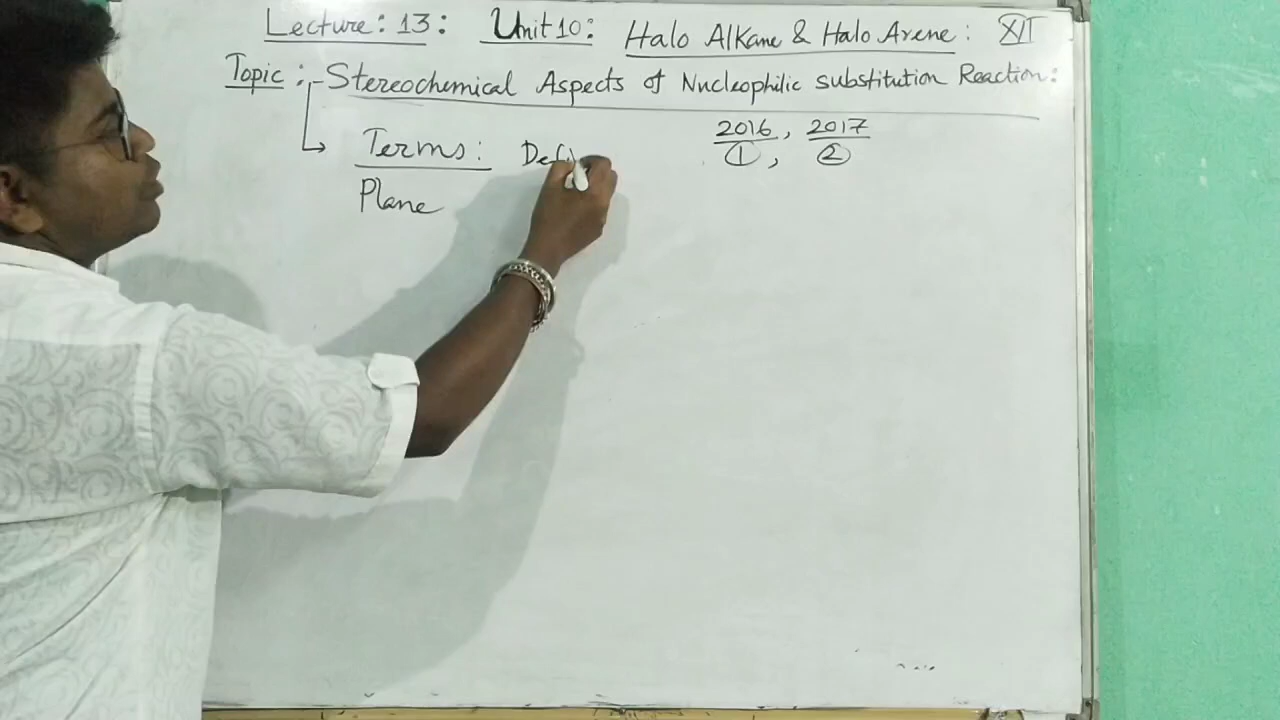 Lecture: 13: Unit 10: Halo Alkane & Halo Arene: XII
Topic :- Stereochemical Aspects of Nucleophilic substitution Reaction:
2016, 2017
1, 2
Terms: Defi
Plane